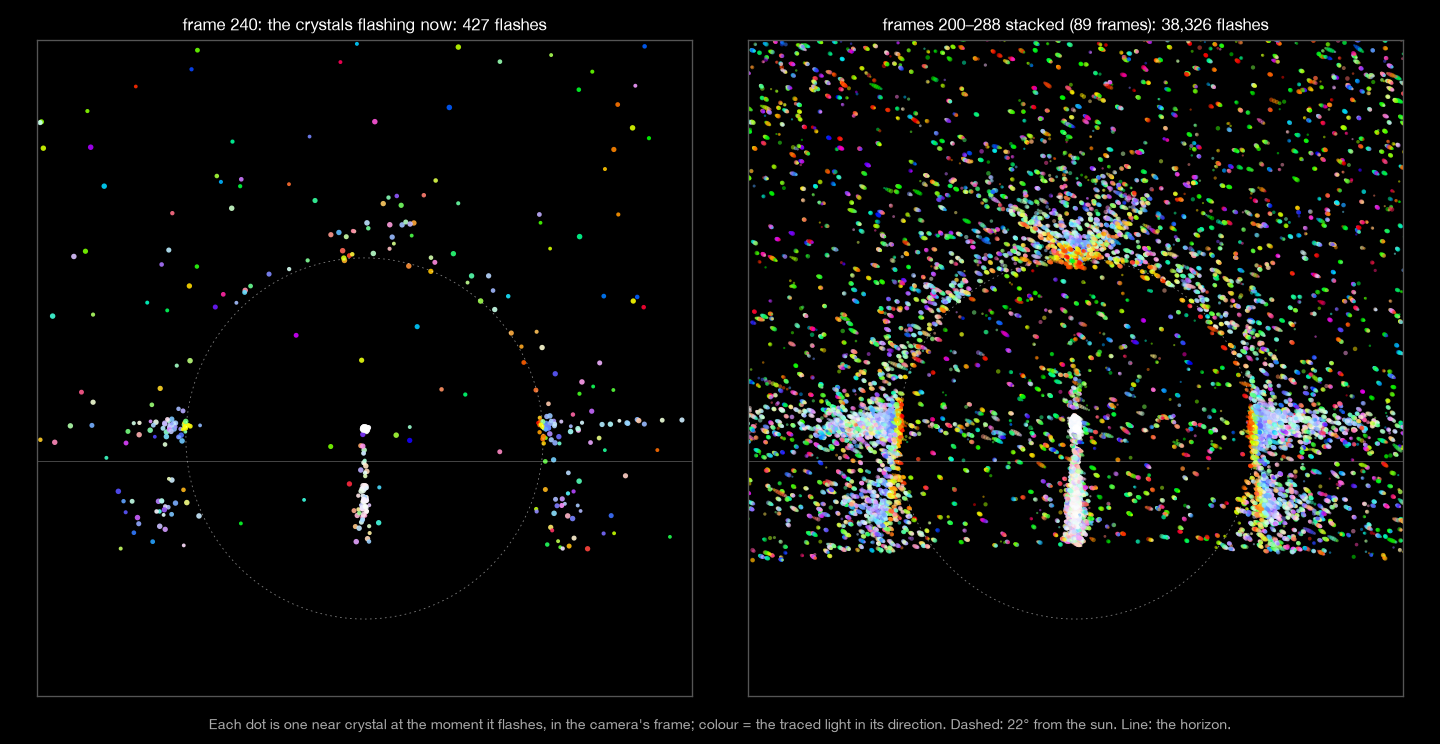 frame 240: the crystals flashing now: 427 flashes
frames 200–288 stacked (89 frames): 38,326 flashes
Each dot is one near crystal at the moment it flashes, in the camera's frame; colour = the traced light in its direction. Dashed: 22° from the sun. Line: the horizon.